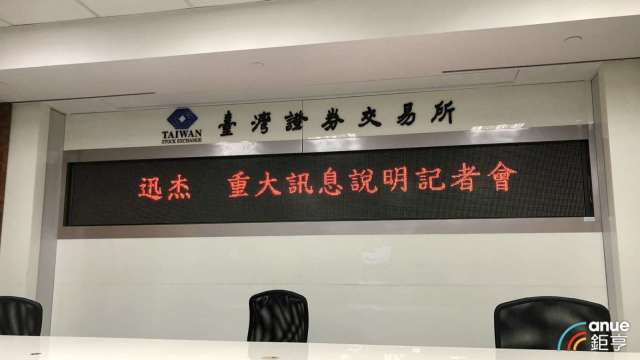 臺灣證券交易所
TAIWAN
STOCK EXCHANGE
迅杰 重大訊息說明記者會
anue
鉅亨